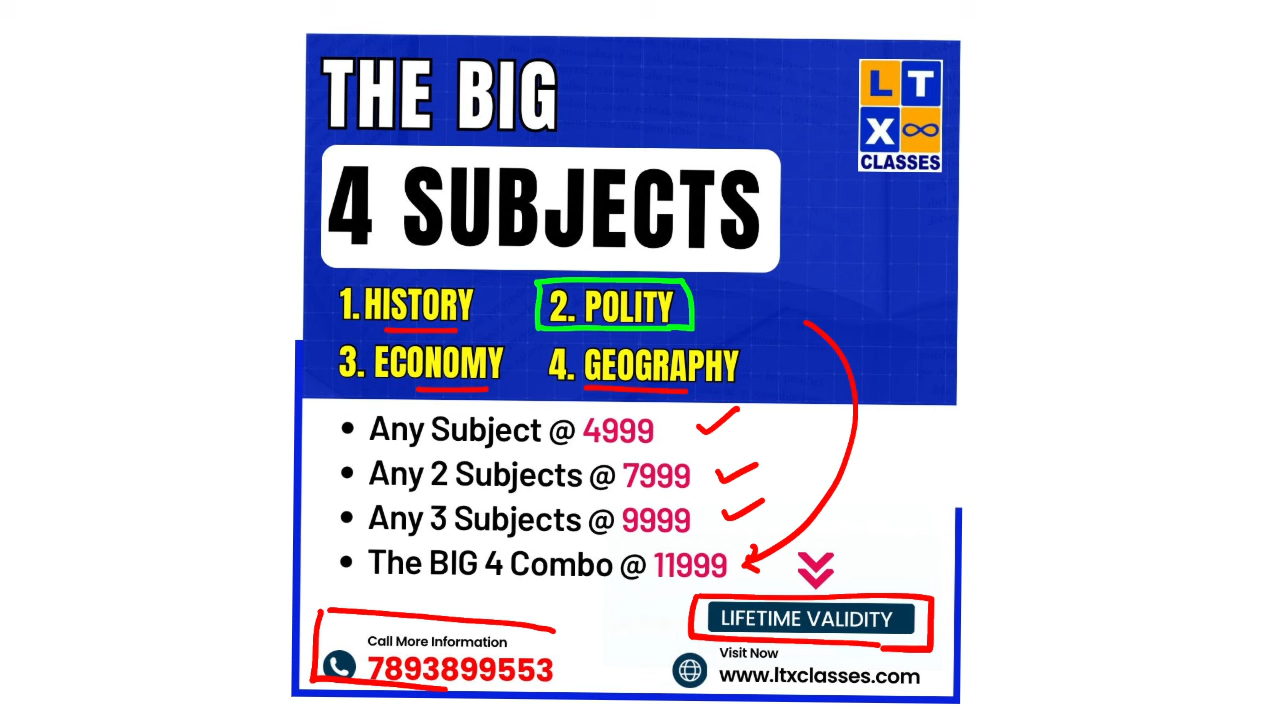 THE BIG
4 SUBJECTS
LT
X∞
CLASSES
1. HISTORY 2. POLITY
3. ECONOMY 4. GEOGRAPHY
• Any Subject @ 4999
• Any 2 Subjects @ 7999
• Any 3 Subjects @ 9999
• The BIG 4 Combo @ 11999
LIFETIME VALIDITY
Call More Information
7893899553
Visit Now
www.ltxclasses.com